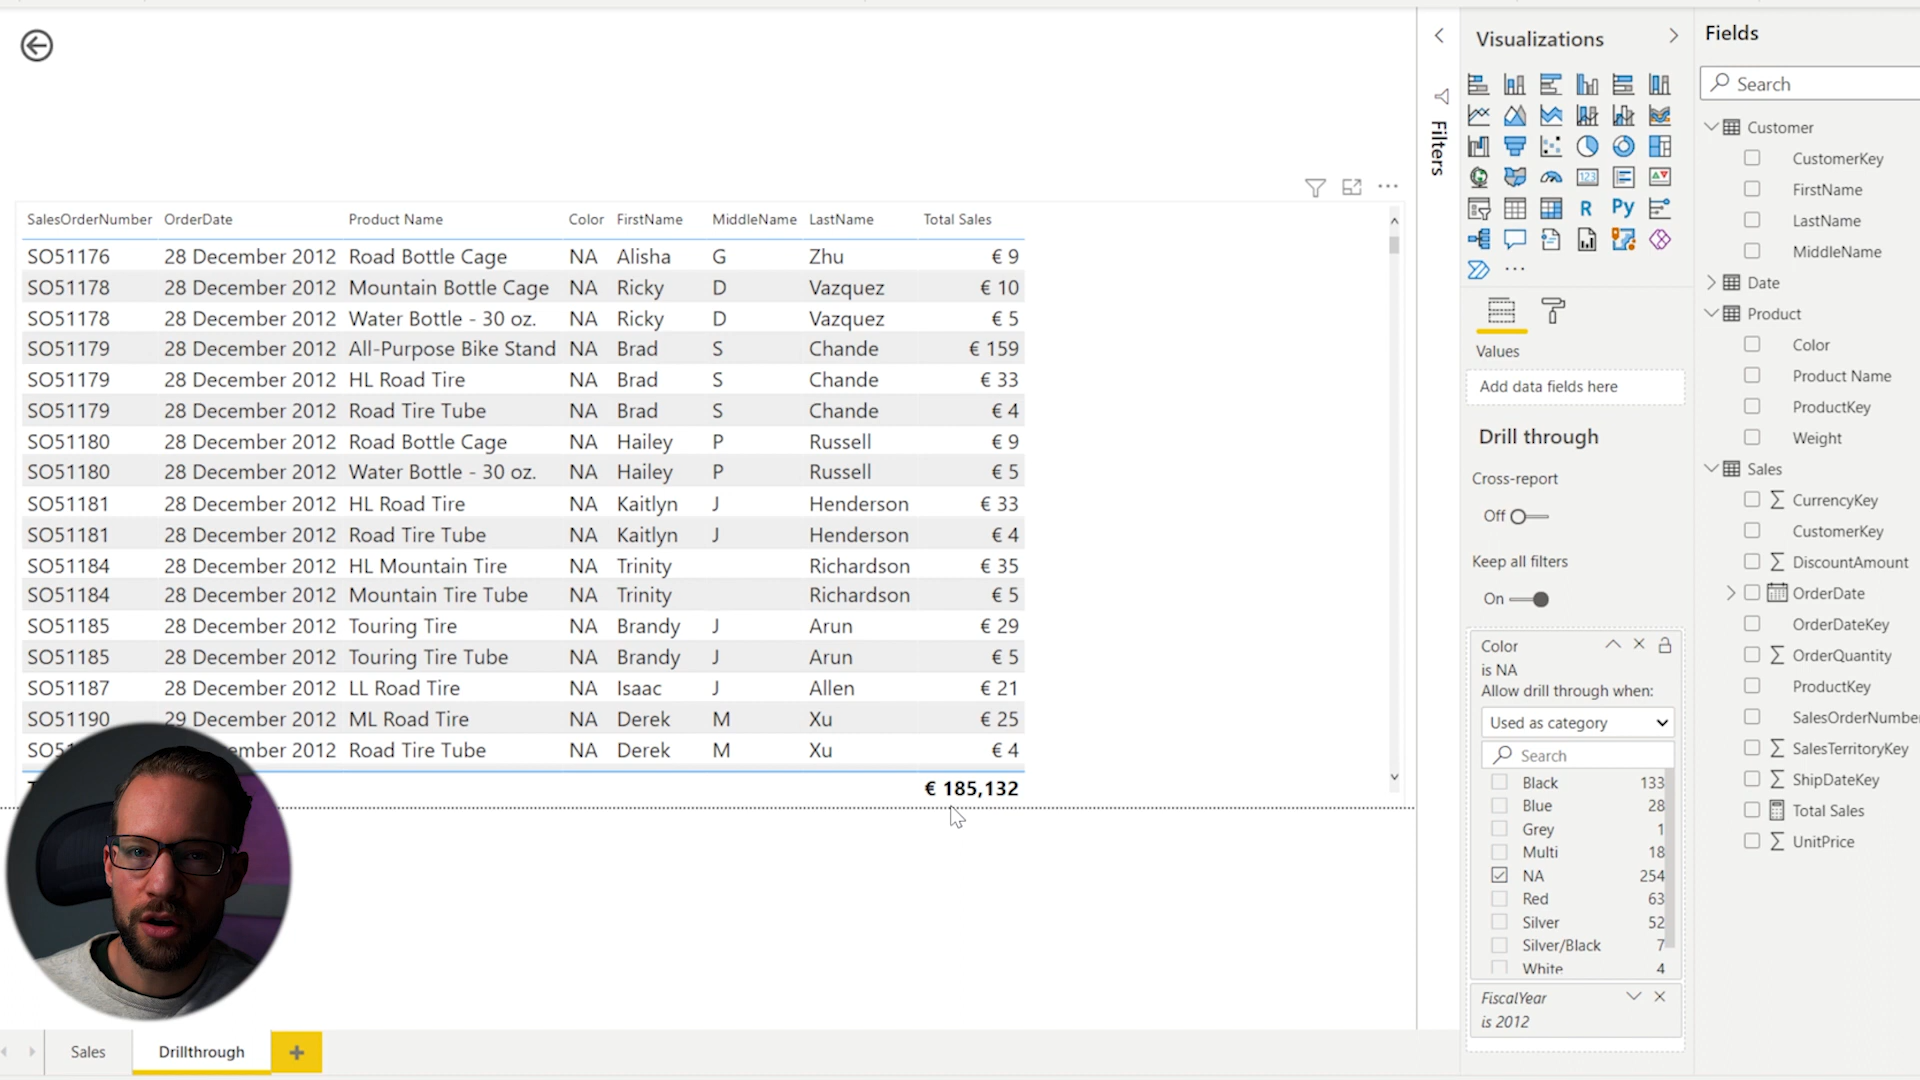 SalesOrderNumber OrderDate Product Name Color FirstName MiddleName LastName Total Sales
SO51176 28 December 2012 Road Bottle Cage NA Alisha G Zhu € 9
SO51178 28 December 2012 Mountain Bottle Cage NA Ricky D Vazquez € 10
SO51178 28 December 2012 Water Bottle - 30 oz. NA Ricky D Vazquez € 5
SO51179 28 December 2012 All-Purpose Bike Stand NA Brad S Chande € 159
SO51179 28 December 2012 HL Road Tire NA Brad S Chande € 33
SO51179 28 December 2012 Road Tire Tube NA Brad S Chande € 4
SO51180 28 December 2012 Road Bottle Cage NA Hailey P Russell € 9
SO51180 28 December 2012 Water Bottle - 30 oz. NA Hailey P Russell € 5
SO51181 28 December 2012 HL Road Tire NA Kaitlyn J Henderson € 33
SO51181 28 December 2012 Road Tire Tube NA Kaitlyn J Henderson € 4
SO51184 28 December 2012 HL Mountain Tire NA Trinity Richardson € 35
SO51184 28 December 2012 Mountain Tire Tube NA Trinity Richardson € 5
SO51185 28 December 2012 Touring Tire NA Brandy J Arun € 29
SO51185 28 December 2012 Touring Tire Tube NA Brandy J Arun € 5
SO51187 28 December 2012 LL Road Tire NA Isaac J Allen € 21
SO51190 29 December 2012 ML Road Tire NA Derek M Xu € 25
ember 2012 Road Tire Tube NA Derek M Xu € 4
€ 185,132
Sales
Drillthrough
+
Filters
Visualizations
123
R
Py
...
Values
Add data fields here
Drill through
Cross-report
Off
Keep all filters
On
Color
is NA
Allow drill through when:
Used as category
Search
Black 133
Blue 28
Grey 1
Multi 18
NA 254
Red 63
Silver 52
Silver/Black 7
White 4
FiscalYear
is 2012
Fields
Search
Customer
CustomerKey
FirstName
LastName
MiddleName
Date
Product
Color
Product Name
ProductKey
Weight
Sales
∑ CurrencyKey
CustomerKey
∑ DiscountAmount
OrderDate
OrderDateKey
∑ OrderQuantity
ProductKey
SalesOrderNumber
∑ SalesTerritoryKey
∑ ShipDateKey
Total Sales
∑ UnitPrice